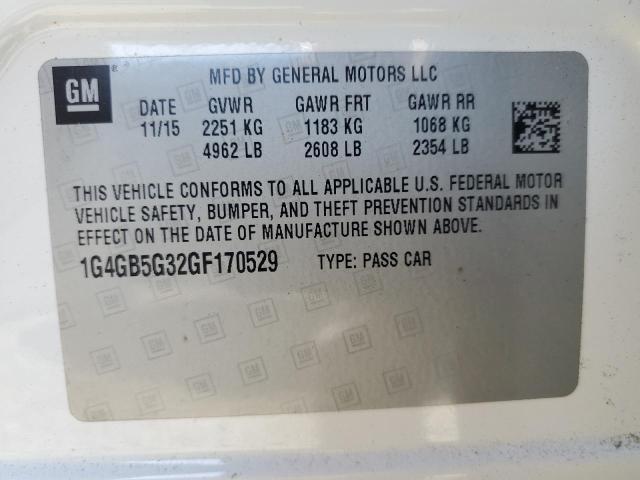 GM
MFD BY GENERAL MOTORS LLC
DATE GVWR GAWR FRT GAWR RR
11/15 2251 KG 1183 KG 1068 KG
4962 LB 2608 LB 2354 LB
THIS VEHICLE CONFORMS TO ALL APPLICABLE U.S. FEDERAL MOTOR
VEHICLE SAFETY, BUMPER, AND THEFT PREVENTION STANDARDS IN
EFFECT ON THE DATE OF MANUFACTURE SHOWN ABOVE.
1G4GB5G32GF170529 TYPE: PASS CAR